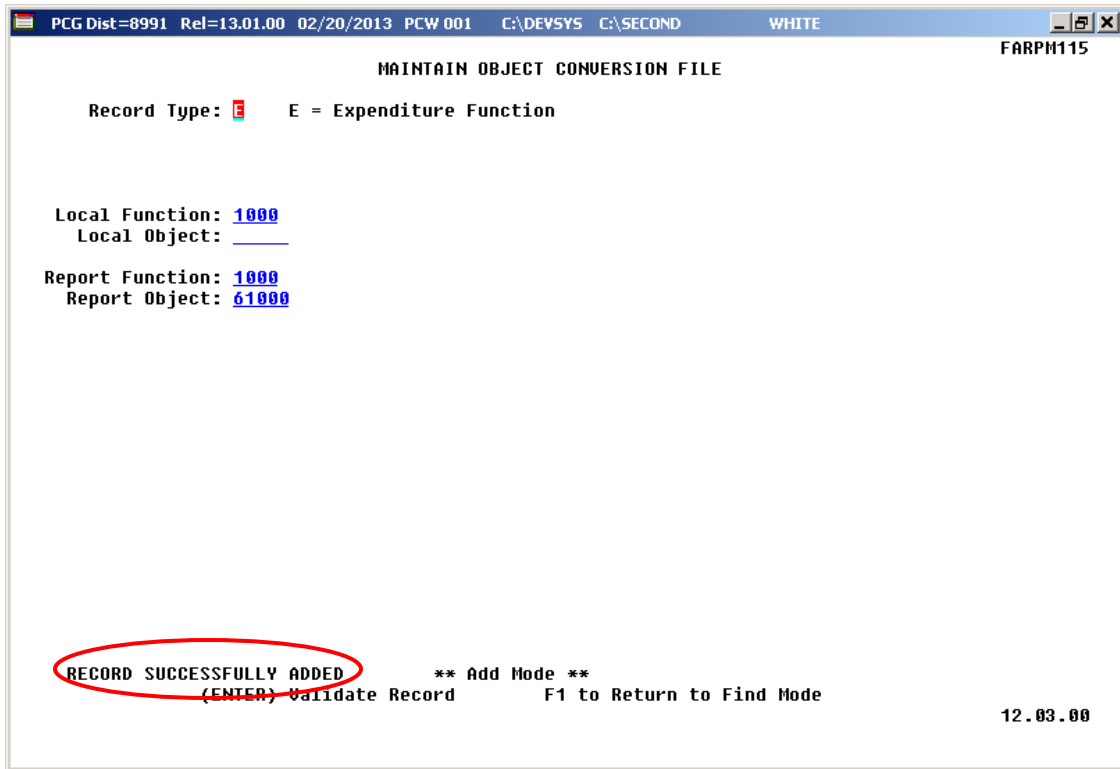 PCG Dist=8991 Rel=13.01.00 02/20/2013 PCW 001 C:\DEVSYS C:\SECOND WHITE
FARPM115
MAINTAIN OBJECT CONVERSION FILE
Record Type: E E = Expenditure Function
Local Function: 1000
Local Object: _____
Report Function: 1000
Report Object: 61000
RECORD SUCCESSFULLY ADDED ** Add Mode **
(ENTER) Validate Record F1 to Return to Find Mode
12.03.00